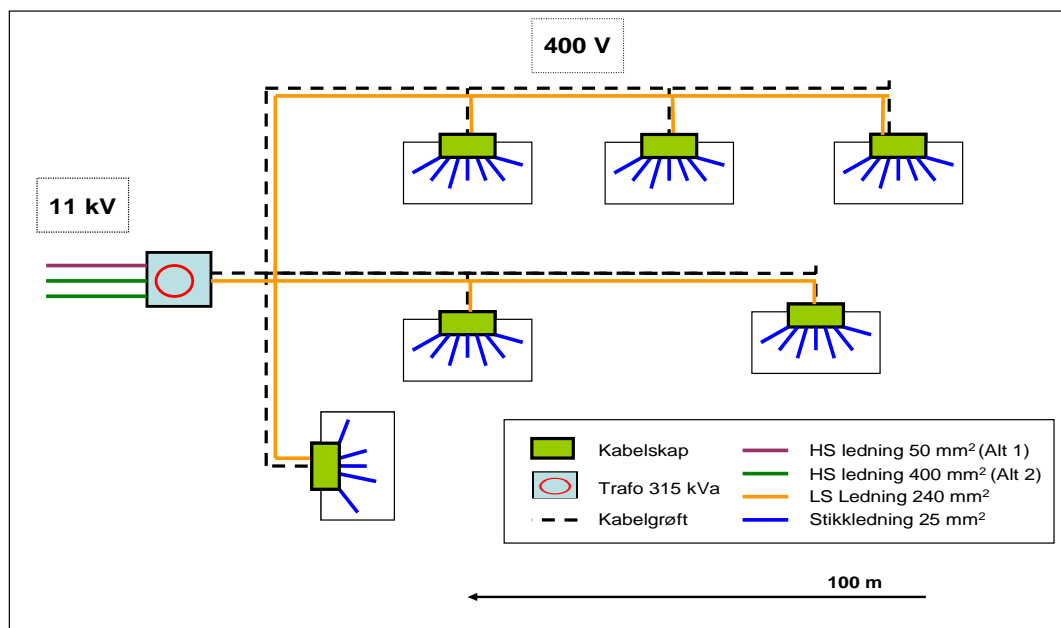 400 V
11 kV
Kabelskap
Trafo 315 kVa
Kabelgrøft
HS ledning 50 mm² (Alt 1)
HS ledning 400 mm² (Alt 2)
LS Ledning 240 mm²
Stikkledning 25 mm²
100 m